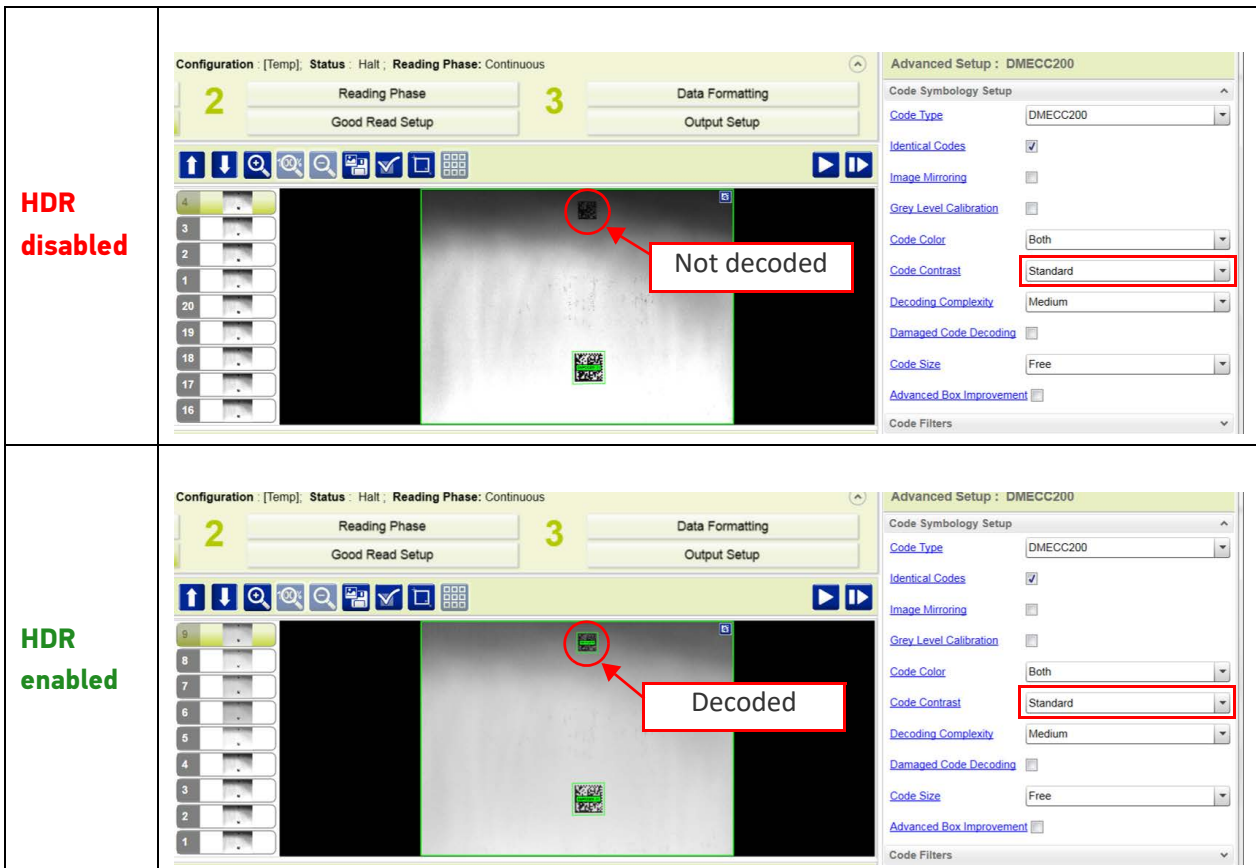 HDR
disabled
Configuration : [Temp]; Status : Halt ; Reading Phase: Continuous
2
Reading Phase
Good Read Setup
3
Data Formatting
Output Setup
4
3
2
1
20
19
18
17
16
Not decoded
Advanced Setup : DMECC200
Code Symbology Setup
Code Type DMECC200
Identical Codes
Image Mirroring
Grey Level Calibration
Code Color Both
Code Contrast Standard
Decoding Complexity Medium
Damaged Code Decoding
Code Size Free
Advanced Box Improvement
Code Filters
HDR
enabled
Configuration : [Temp]; Status : Halt ; Reading Phase: Continuous
2
Reading Phase
Good Read Setup
3
Data Formatting
Output Setup
9
8
7
6
5
4
3
2
1
Decoded
Advanced Setup : DMECC200
Code Symbology Setup
Code Type DMECC200
Identical Codes
Image Mirroring
Grey Level Calibration
Code Color Both
Code Contrast Standard
Decoding Complexity Medium
Damaged Code Decoding
Code Size Free
Advanced Box Improvement
Code Filters